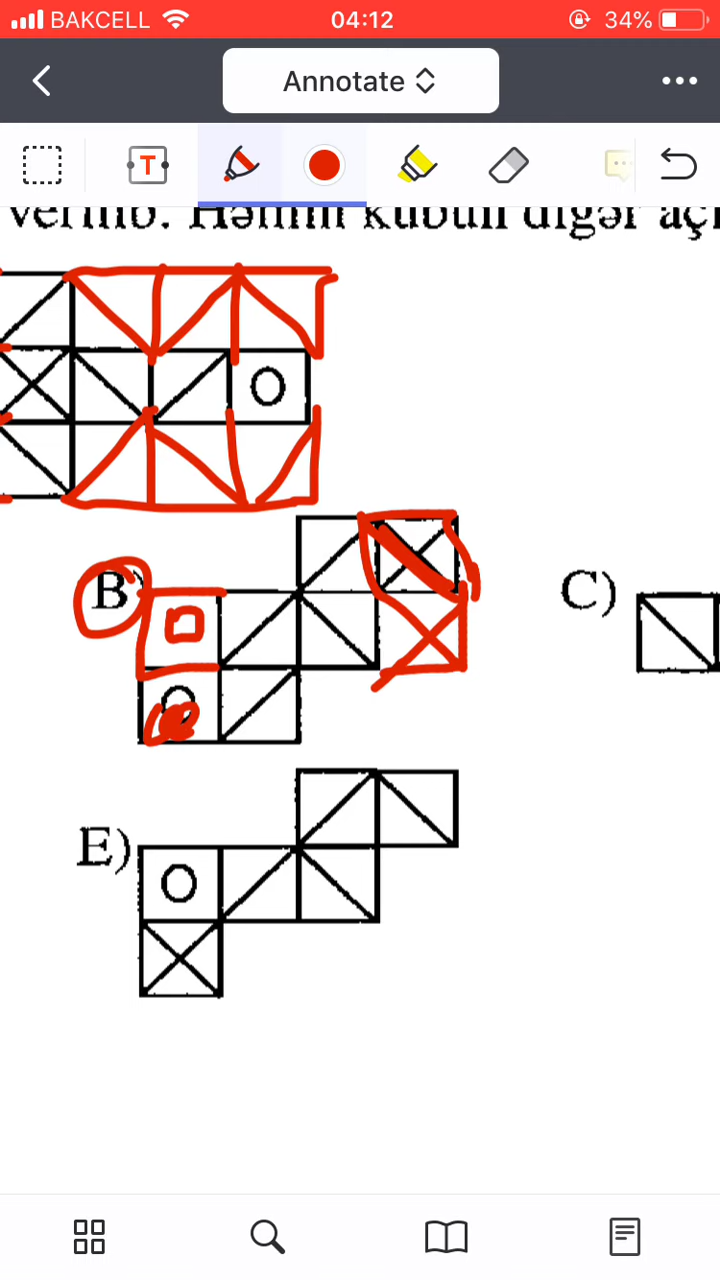 BAKCELL 04:12 34%
Annotate
T
verilib. Həmin kubun digər açı
O
B
C)
E)
O